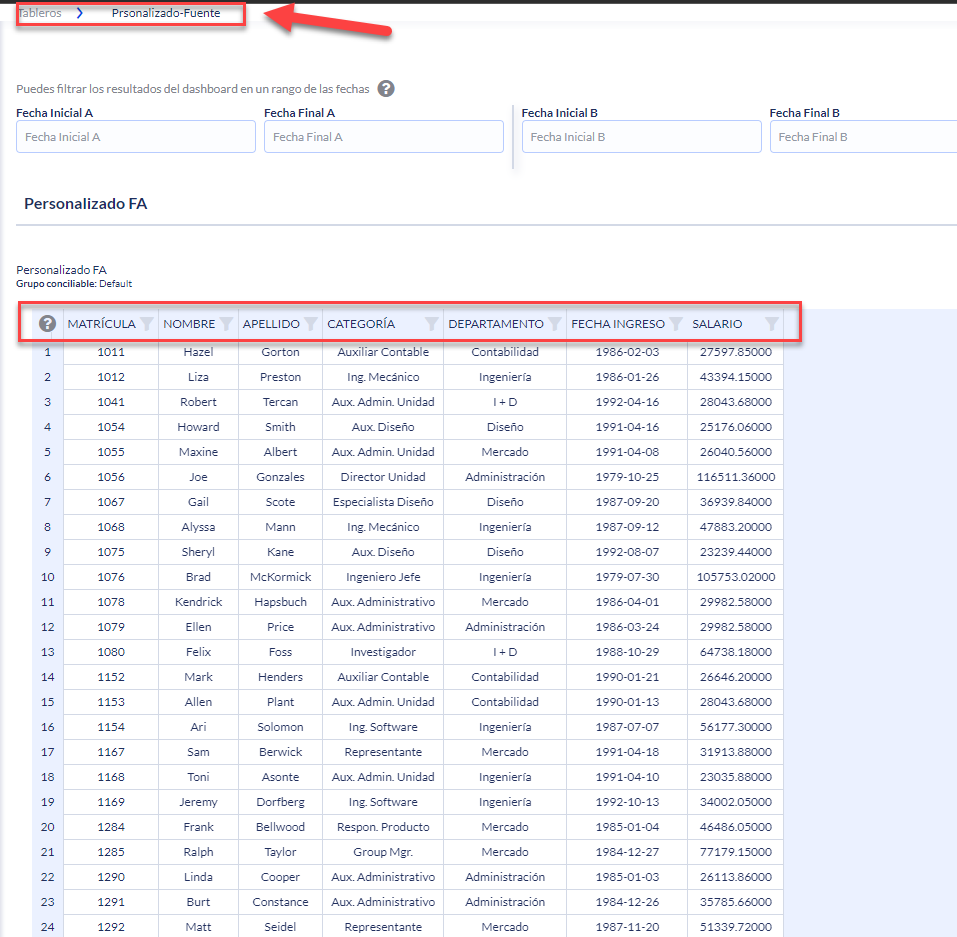 Tableros > Prsonalizado-Fuente
Puedes filtrar los resultados del dashboard en un rango de las fechas ?
Fecha Inicial A Fecha Final A Fecha Inicial B Fecha Final B
Fecha Inicial A Fecha Final A Fecha Inicial B Fecha Final B
Personalizado FA
Personalizado FA
Grupo conciliable: Default
? MATRÍCULA NOMBRE APELLIDO CATEGORÍA DEPARTAMENTO FECHA INGRESO SALARIO
1 1011 Hazel Gorton Auxiliar Contable Contabilidad 1986-02-03 27597.85000
2 1012 Liza Preston Ing. Mecánico Ingeniería 1986-01-26 43394.15000
3 1041 Robert Tercan Aux. Admin. Unidad I + D 1992-04-16 28043.68000
4 1054 Howard Smith Aux. Diseño Diseño 1991-04-16 25176.06000
5 1055 Maxine Albert Aux. Admin. Unidad Mercado 1991-04-08 26040.56000
6 1056 Joe Gonzales Director Unidad Administración 1979-10-25 116511.36000
7 1067 Gail Scote Especialista Diseño Diseño 1987-09-20 36939.84000
8 1068 Alyssa Mann Ing. Mecánico Ingeniería 1987-09-12 47883.20000
9 1075 Sheryl Kane Aux. Diseño Diseño 1992-08-07 23239.44000
10 1076 Brad McKormick Ingeniero Jefe Ingeniería 1979-07-30 105753.02000
11 1078 Kendrick Hapsbuch Aux. Administrativo Mercado 1986-04-01 29982.58000
12 1079 Ellen Price Aux. Administrativo Administración 1986-03-24 29982.58000
13 1080 Felix Foss Investigador I + D 1988-10-29 64738.18000
14 1152 Mark Henders Auxiliar Contable Contabilidad 1990-01-21 26646.20000
15 1153 Allen Plant Aux. Admin. Unidad Contabilidad 1990-01-13 28043.68000
16 1154 Ari Solomon Ing. Software Ingeniería 1987-07-07 56177.30000
17 1167 Sam Berwick Representante Mercado 1991-04-18 31913.88000
18 1168 Toni Asonte Aux. Admin. Unidad Ingeniería 1991-04-10 23035.88000
19 1169 Jeremy Dorfberg Ing. Software Ingeniería 1992-10-13 34002.05000
20 1284 Frank Bellwood Respon. Producto Mercado 1985-01-04 46486.05000
21 1285 Ralph Taylor Group Mgr. Mercado 1984-12-27 77179.15000
22 1290 Linda Cooper Aux. Administrativo Administración 1985-01-03 26113.86000
23 1291 Burt Constance Aux. Administrativo Administración 1984-12-26 35785.66000
24 1292 Matt Seidel Representante Mercado 1987-11-20 51339.72000